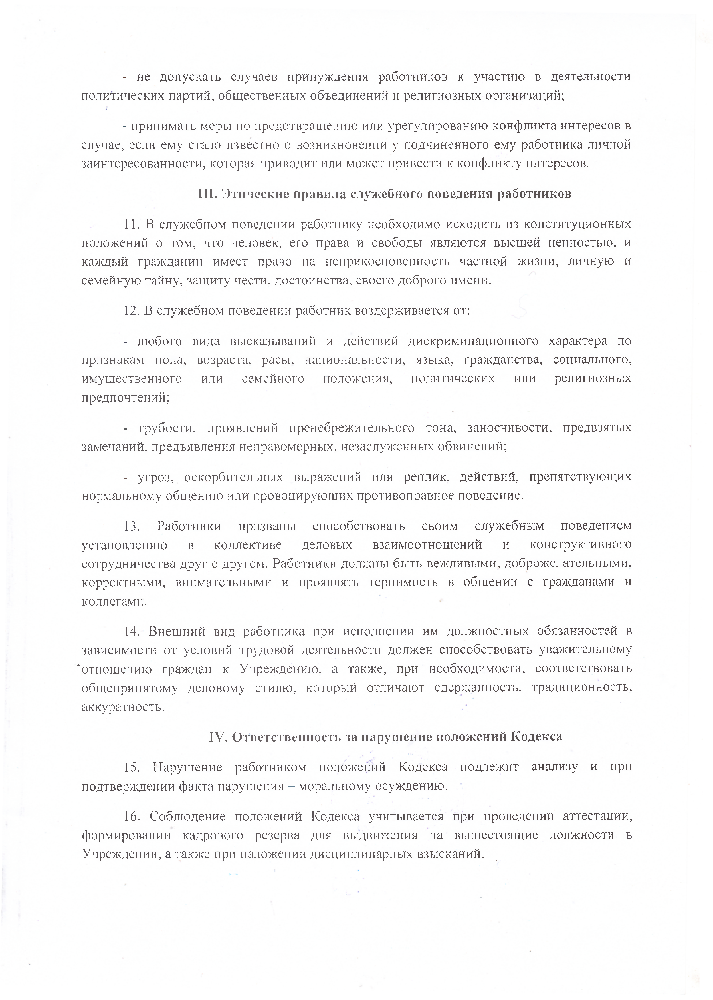 - не допускать случаев принуждения работников к участию в деятельности
политических партий, общественных объединений и религиозных организаций;
- принимать меры по предотвращению или урегулированию конфликта интересов в
случае, если ему стало известно о возникновении у подчиненного ему работника личной
заинтересованности, которая приводит или может привести к конфликту интересов.
III. Этические правила служебного поведения работников
11. В служебном поведении работнику необходимо исходить из конституционных
положений о том, что человек, его права и свободы являются высшей ценностью, и
каждый гражданин имеет право на неприкосновенность частной жизни, личную и
семейную тайну, защиту чести, достоинства, своего доброго имени.
12. В служебном поведении работник воздерживается от:
- любого вида высказываний и действий дискриминационного характера по
признакам пола, возраста, расы, национальности, языка, гражданства, социального,
имущественного или семейного положения, политических или религиозных
предпочтений;
- грубости, проявлений пренебрежительного тона, заносчивости, предвзятых
замечаний, предъявления неправомерных, незаслуженных обвинений;
- угроз, оскорбительных выражений или реплик, действий, препятствующих
нормальному общению или провоцирующих противоправное поведение.
13. Работники призваны способствовать своим служебным поведением
установлению в коллективе деловых взаимоотношений и конструктивного
сотрудничества друг с другом. Работники должны быть вежливыми, доброжелательными,
корректными, внимательными и проявлять терпимость в общении с гражданами и
коллегами.
14. Внешний вид работника при исполнении им должностных обязанностей в
зависимости от условий трудовой деятельности должен способствовать уважительному
отношению граждан к Учреждению, а также, при необходимости, соответствовать
общепринятому деловому стилю, который отличают сдержанность, традиционность,
аккуратность.
IV. Ответственность за нарушение положений Кодекса
15. Нарушение работником положений Кодекса подлежит анализу и при
подтверждении факта нарушения – моральному осуждению.
16. Соблюдение положений Кодекса учитывается при проведении аттестации,
формировании кадрового резерва для выдвижения на вышестоящие должности в
Учреждении, а также при наложении дисциплинарных взысканий.